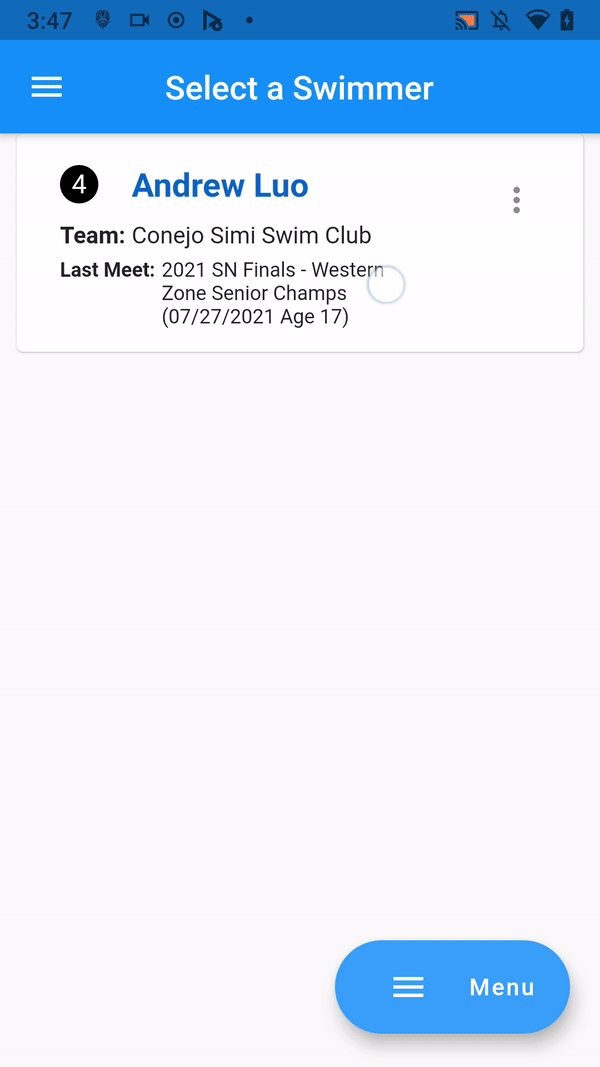 3:47
Select a Swimmer
4 Andrew Luo
Team: Conejo Simi Swim Club
Last Meet: 2021 SN Finals - Western
Zone Senior Champs
(07/27/2021 Age 17)
Menu